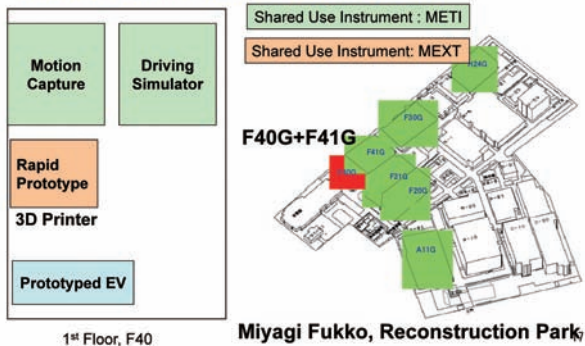 Shared Use Instrument : METI
Shared Use Instrument: MEXT
Motion
Capture
Driving
Simulator
Rapid
Prototype
3D Printer
Prototyped EV
1st Floor, F40
F40G+F41G
F30G
F41G
F21G
F20G
A11G
Miyagi Fukko, Reconstruction Park